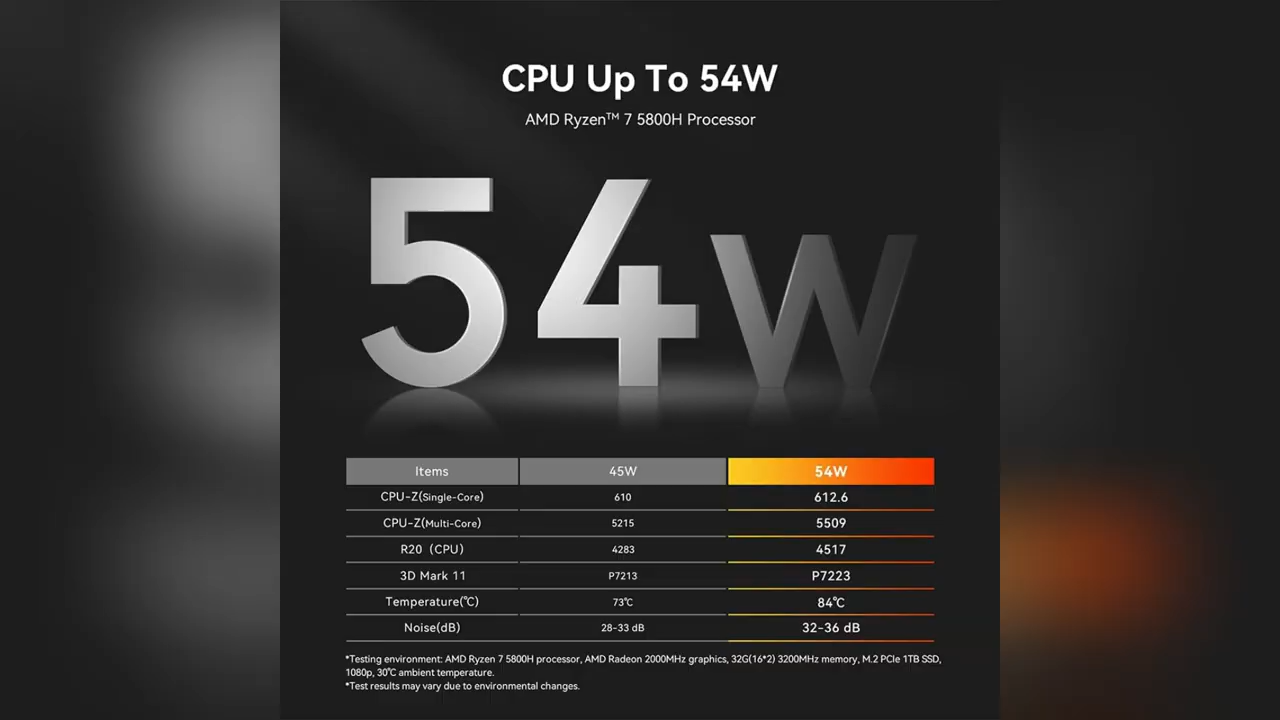 CPU Up To 54W
AMD Ryzen™ 7 5800H Processor
54W
Items 45W 54W
CPU-Z(Single-Core) 610 612.6
CPU-Z(Multi-Core) 5215 5509
R20（CPU） 4283 4517
3D Mark 11 P7213 P7223
Temperature(℃) 73℃ 84℃
Noise(dB) 28-33 dB 32-36 dB
*Testing environment: AMD Ryzen 7 5800H processor, AMD Radeon 2000MHz graphics, 32G(16*2) 3200MHz memory, M.2 PCIe 1TB SSD,
1080p, 30℃ ambient temperature.
*Test results may vary due to environmental changes.